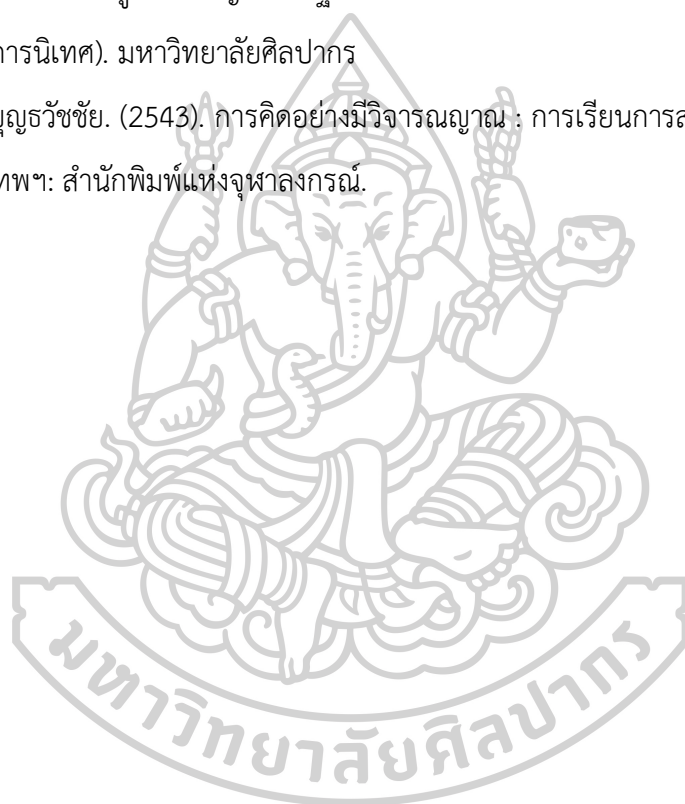 การนิเทศ). มหาวิทยาลัยศิลปากร
บุญธวัชชัย. (2543). การคิดอย่างมีวิจารณญาณ : การเรียนการส
ทพฯ: สำนักพิมพ์แห่งจุฬาลงกรณ์.
มหาวิทยาลัยศิลปากร